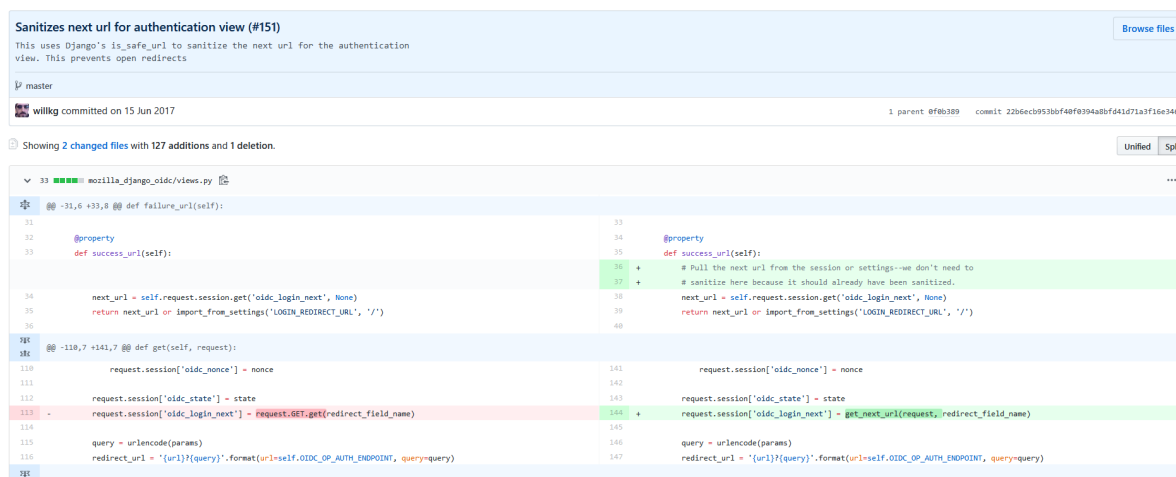 Sanitizes next url for authentication view (#151)
Browse files
This uses Django's is_safe_url to sanitize the next url for the authentication
view. This prevents open redirects
master
willkg committed on 15 Jun 2017
1 parent 0f0b389 commit 22b6ecb953bbf40f0394a8bfd41d71a3f16e34
Showing 2 changed files with 127 additions and 1 deletion.
Unified Spl
33 mozilla_django_oidc/views.py
@@ -31,6 +33,8 @@ def failure_url(self):
31 33
32 @property 34 @property
33 def success_url(self): 35 def success_url(self):
36 + # Pull the next url from the session or settings--we don't need to
37 + # sanitize here because it should already have been sanitized.
34 next_url = self.request.session.get('oidc_login_next', None) 38 next_url = self.request.session.get('oidc_login_next', None)
35 return next_url or import_from_settings('LOGIN_REDIRECT_URL', '/') 39 return next_url or import_from_settings('LOGIN_REDIRECT_URL', '/')
36 40
@@ -110,7 +141,7 @@ def get(self, request):
110 request.session['oidc_nonce'] = nonce 141 request.session['oidc_nonce'] = nonce
111 142
112 request.session['oidc_state'] = state 143 request.session['oidc_state'] = state
113 - request.session['oidc_login_next'] = request.GET.get(redirect_field_name) 144 + request.session['oidc_login_next'] = get_next_url(request, redirect_field_name)
114 145
115 query = urlencode(params) 146 query = urlencode(params)
116 redirect_url = '{url}?{query}'.format(url=self.OIDC_OP_AUTH_ENDPOINT, query=query) 147 redirect_url = '{url}?{query}'.format(url=self.OIDC_OP_AUTH_ENDPOINT, query=query)